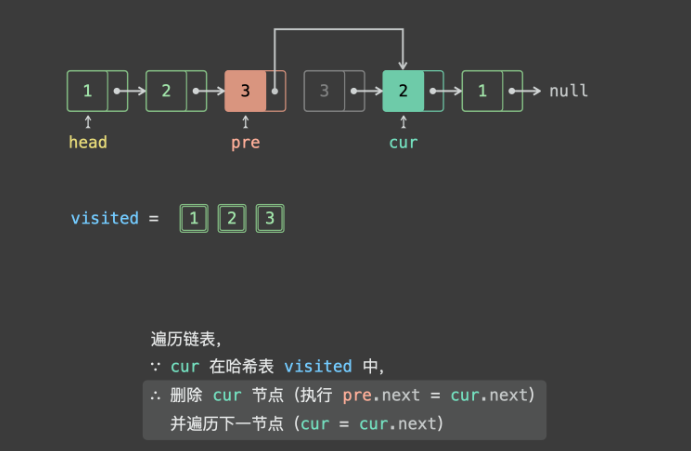 1 2 3 3 2 1 null
head pre cur
visited = 1 2 3
遍历链表，
∵ cur 在哈希表 visited 中，
∴ 删除 cur 节点（执行 pre.next = cur.next）
并遍历下一节点（cur = cur.next）